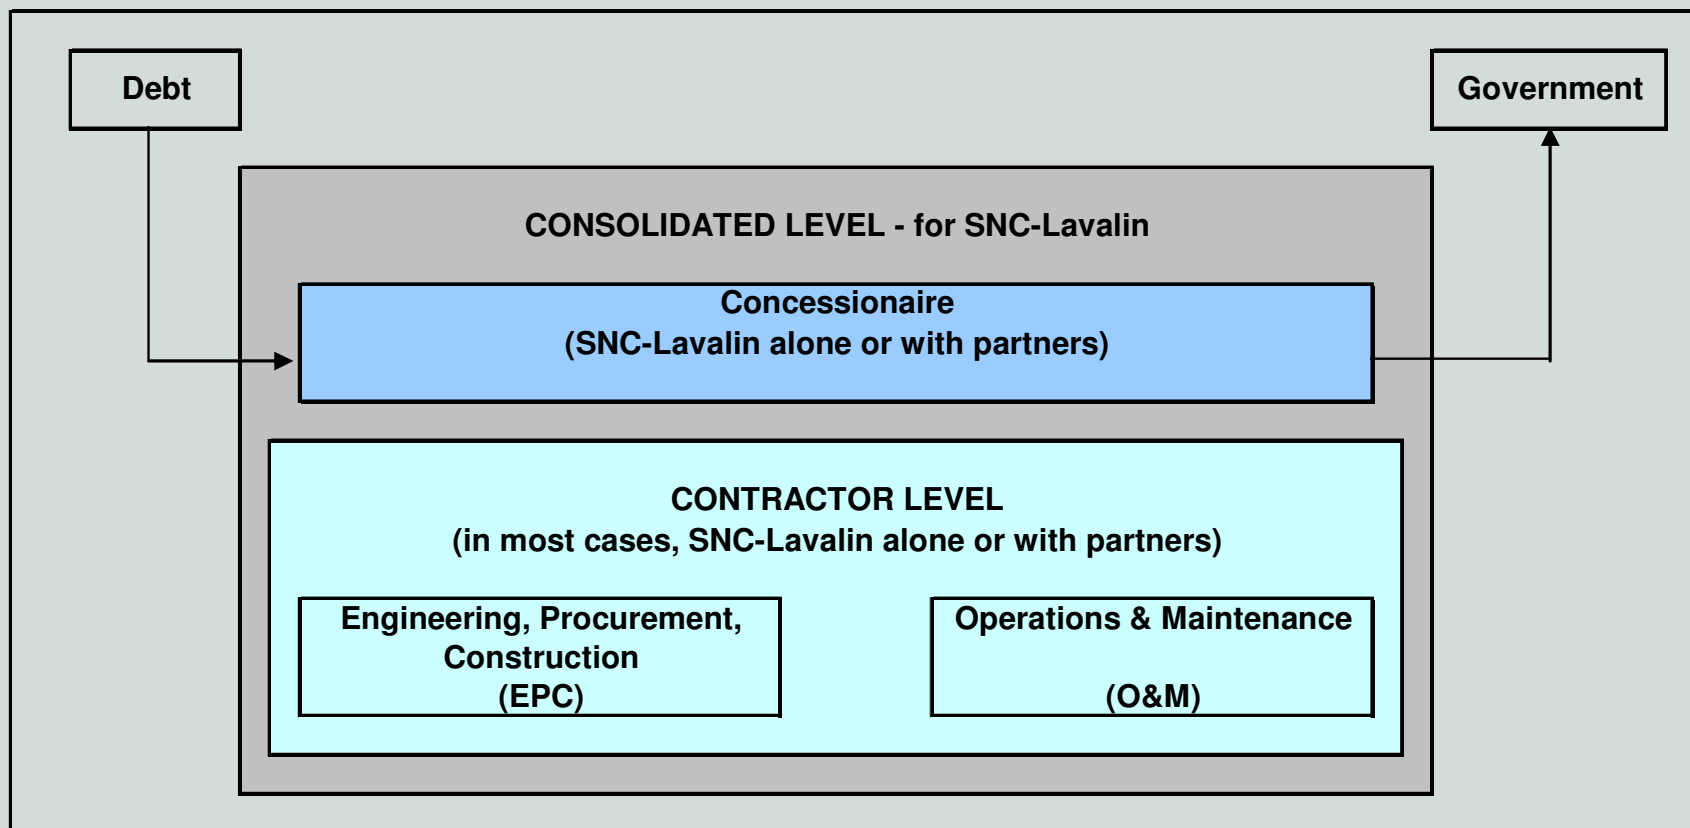 Debt
Government
CONSOLIDATED LEVEL - for SNC-Lavalin
Concessionaire
(SNC-Lavalin alone or with partners)
CONTRACTOR LEVEL
(in most cases, SNC-Lavalin alone or with partners)
Engineering, Procurement,
Construction
(EPC)
Operations & Maintenance
(O&M)